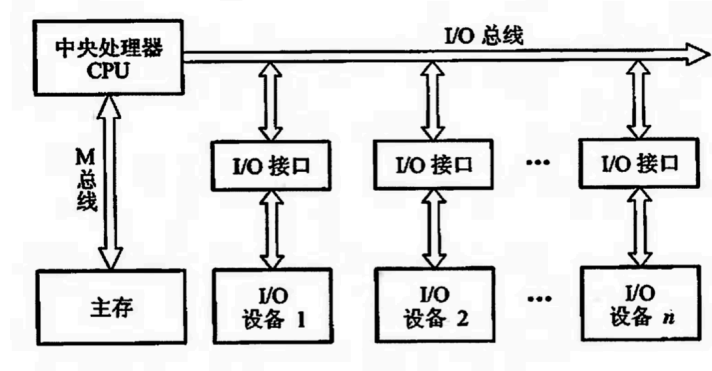 中央处理器
CPU
I/O 总线
M
总
线
I/O 接口
I/O 接口
···
I/O 接口
主存
I/O
设备 1
I/O
设备 2
···
I/O
设备 n